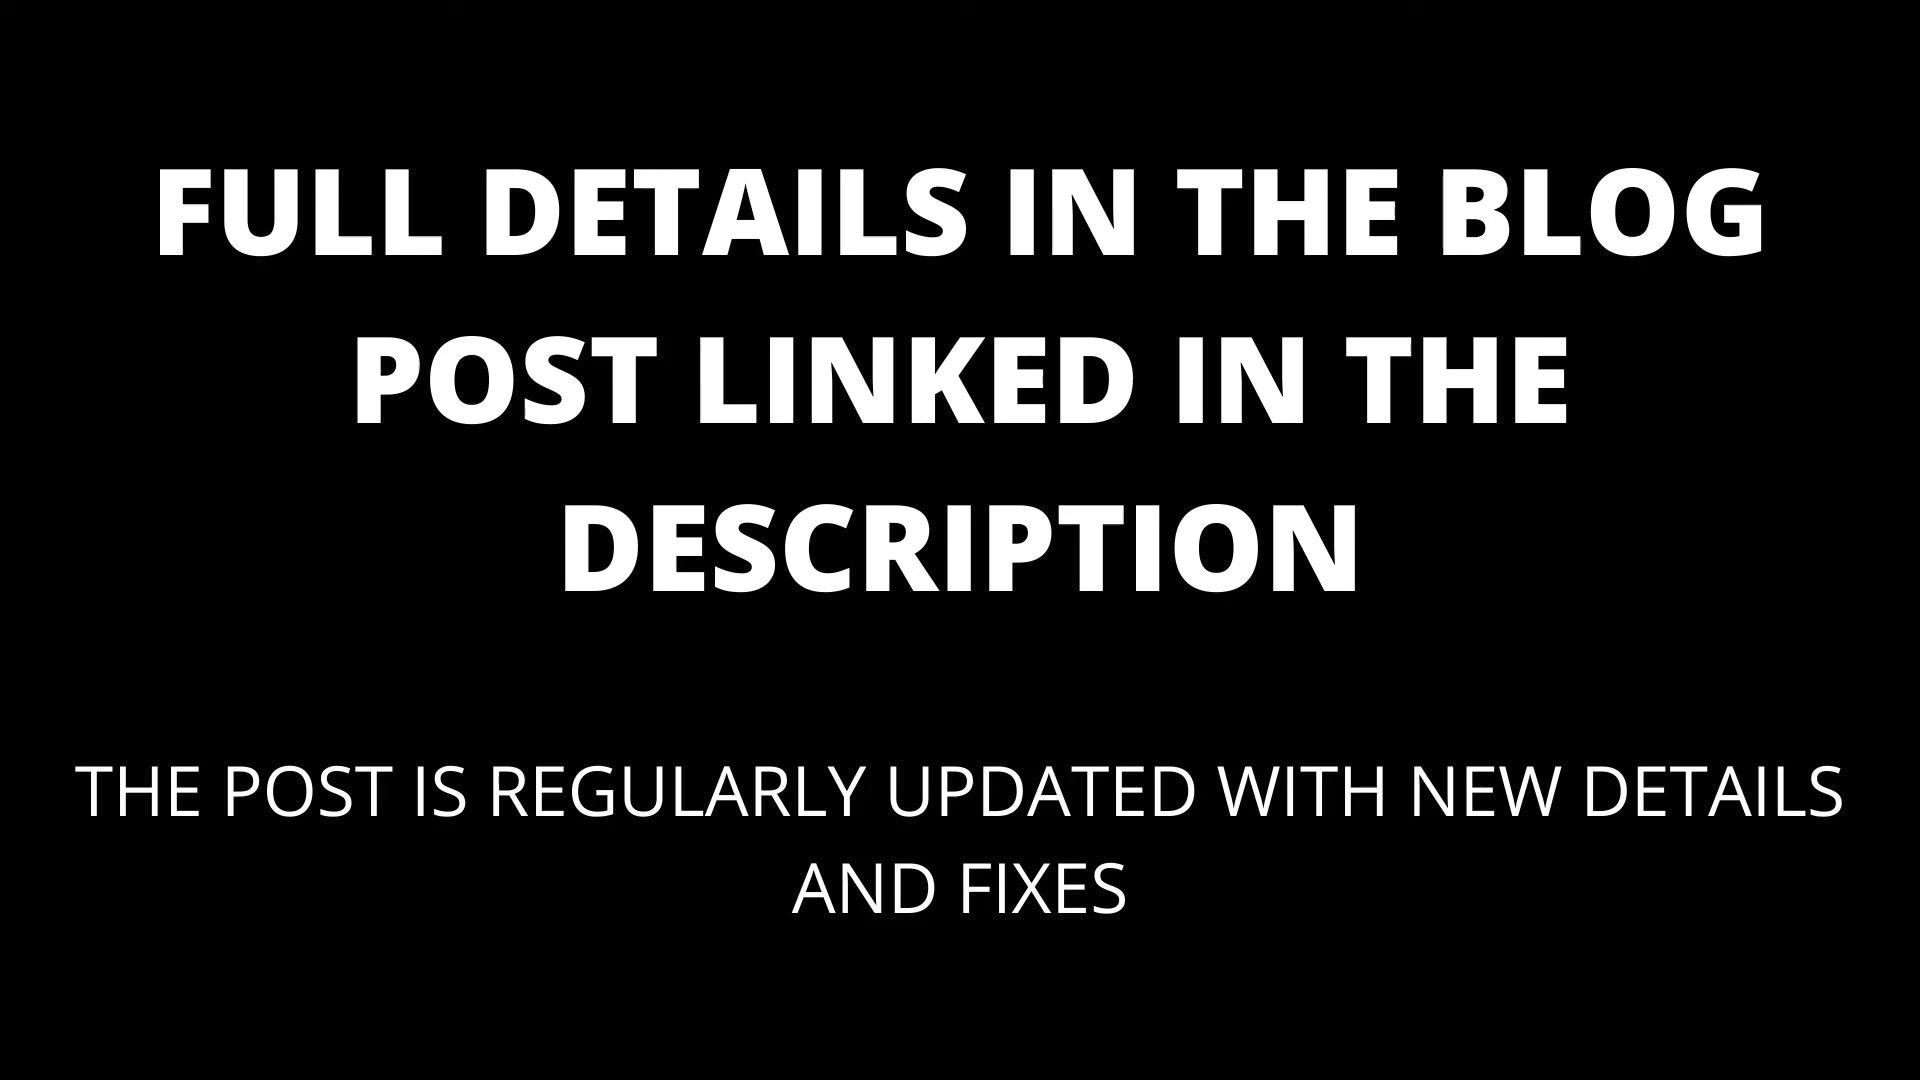 FULL DETAILS IN THE BLOG
POST LINKED IN THE
DESCRIPTION
THE POST IS REGULARLY UPDATED WITH NEW DETAILS
AND FIXES